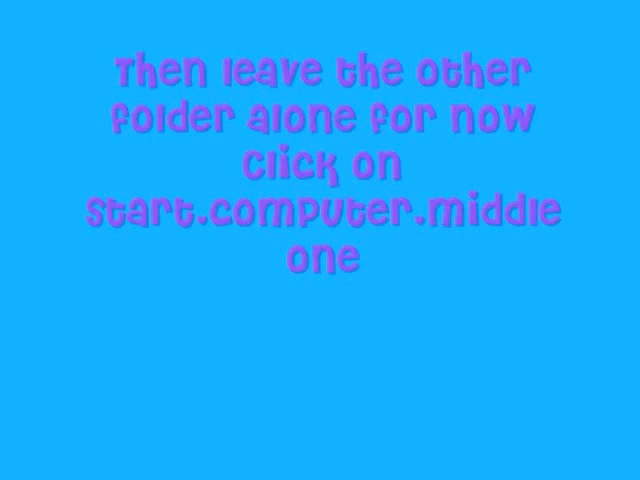 Then leave the other
folder alone for now
click on
start.computer.middle
one